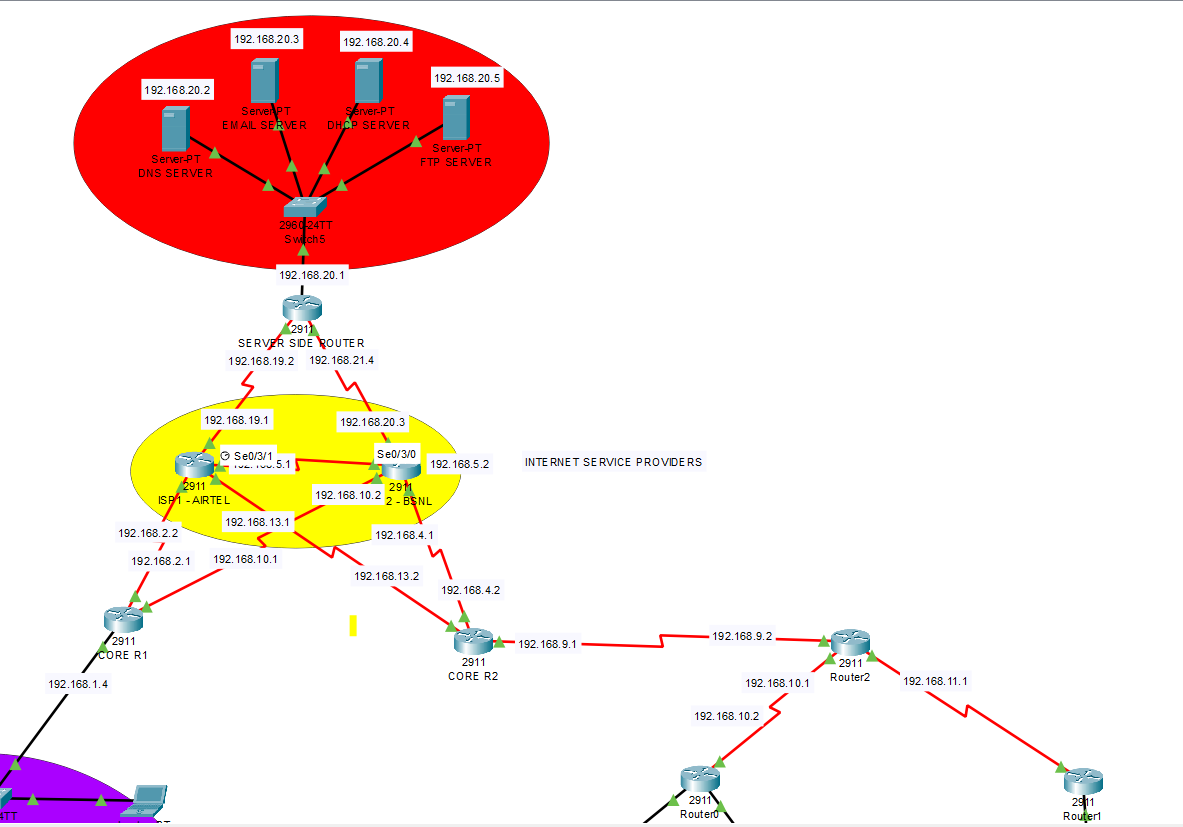 192.168.20.3
192.168.20.4
192.168.20.5
192.168.20.2
Server-PT
EMAIL SERVER
Server-PT
DHCP SERVER
Server-PT
FTP SERVER
Server-PT
DNS SERVER
2960-24TT
Switch5
192.168.20.1
2911
SERVER SIDE ROUTER
192.168.19.2
192.168.21.4
192.168.19.1
192.168.20.3
Se0/3/1
Se0/3/0
.5.1
192.168.5.2
INTERNET SERVICE PROVIDERS
2911
ISP1 - AIRTEL
2911
2 - BSNL
192.168.10.2
192.168.13.1
192.168.2.2
192.168.4.1
192.168.2.1
192.168.10.1
192.168.13.2
192.168.4.2
2911
CORE R1
192.168.9.1
192.168.9.2
2911
CORE R2
2911
Router2
192.168.1.4
192.168.10.1
192.168.11.1
192.168.10.2
2911
Router0
2911
Router1
4TT